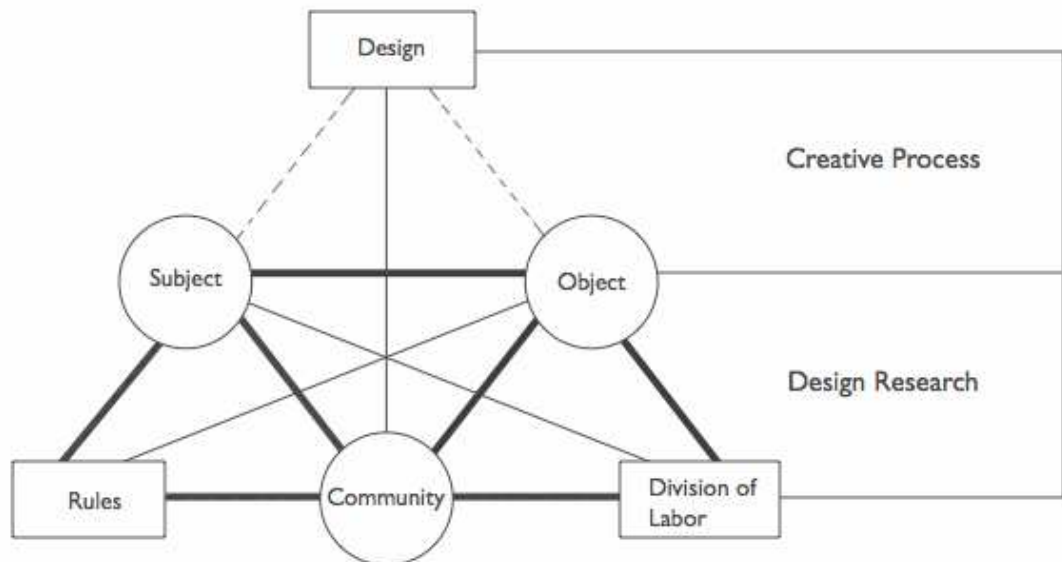 Design
Creative Process
Subject
Object
Design Research
Rules
Community
Division of
Labor